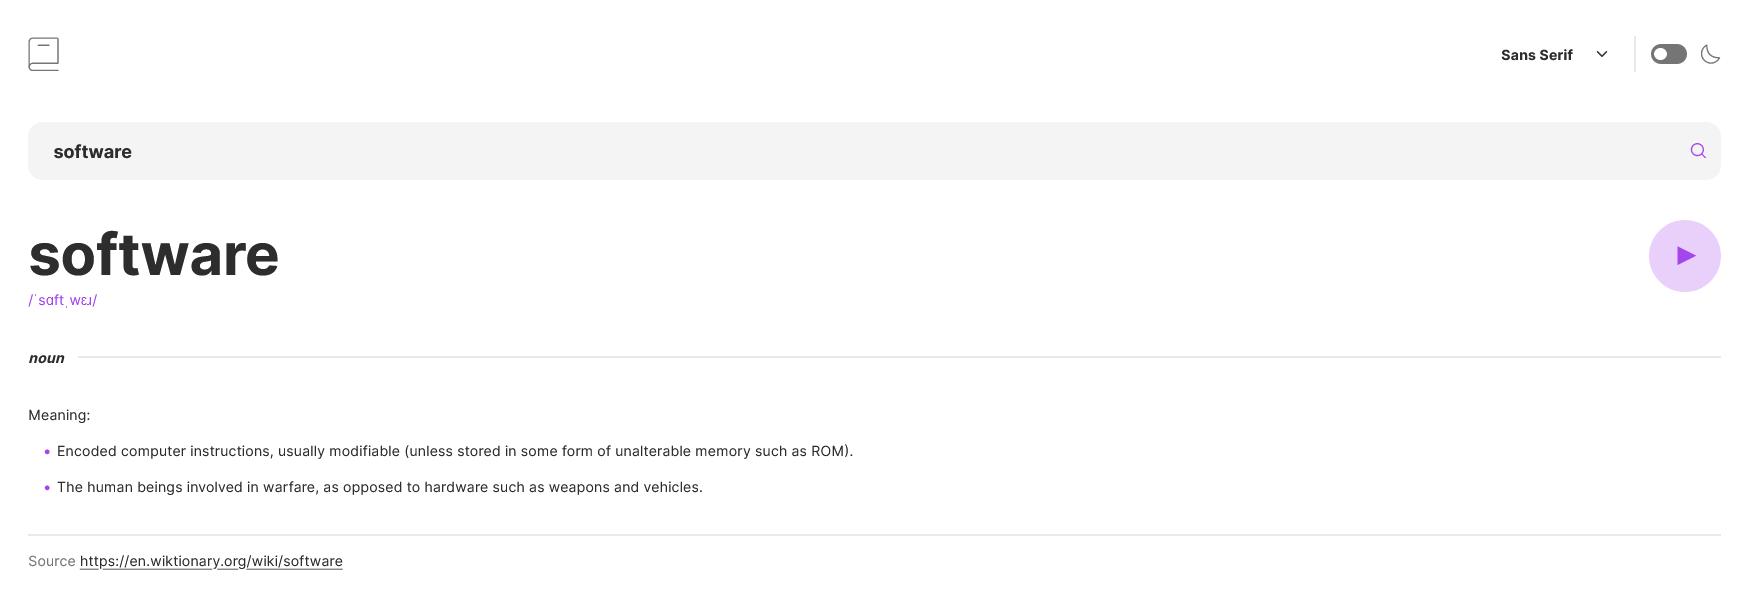 Sans Serif
software
software
/ˈsɑftˌwɛɹ/
noun
Meaning:
Encoded computer instructions, usually modifiable (unless stored in some form of unalterable memory such as ROM).
The human beings involved in warfare, as opposed to hardware such as weapons and vehicles.
Source https://en.wiktionary.org/wiki/software